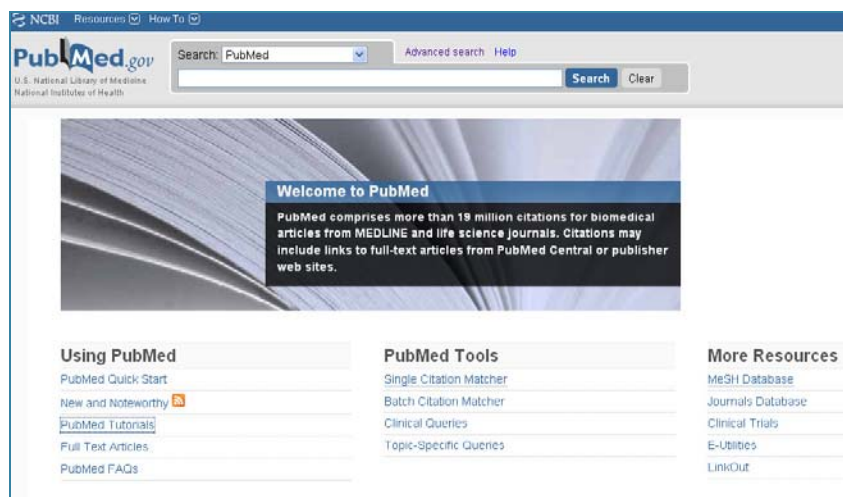 NCBI Resources How To
PubMed.gov
U.S. National Library of Medicine
National Institutes of Health
Search: PubMed
Advanced search Help
Search Clear
Welcome to PubMed
PubMed comprises more than 19 million citations for biomedical
articles from MEDLINE and life science journals. Citations may
include links to full-text articles from PubMed Central or publisher
web sites.
Using PubMed
PubMed Quick Start
New and Noteworthy
PubMed Tutorials
Full Text Articles
PubMed FAQs
PubMed Tools
Single Citation Matcher
Batch Citation Matcher
Clinical Queries
Topic-Specific Queries
More Resources
MeSH Database
Journals Database
Clinical Trials
E-Utilities
LinkOut